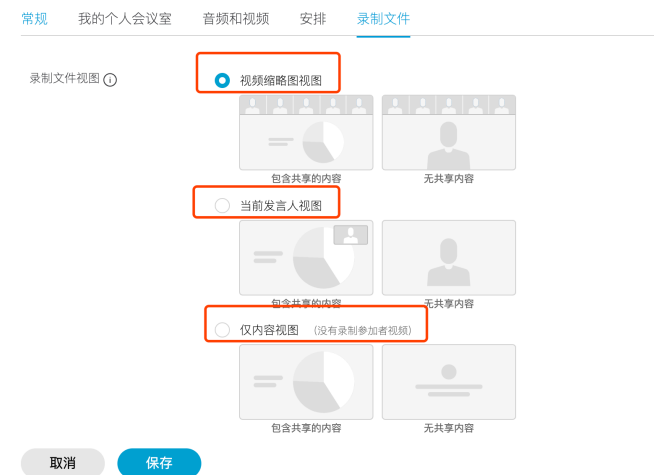 常规 我的个人会议室 音频和视频 安排 录制文件
录制文件视图 视频缩略图视图
包含共享的内容 无共享内容
当前发言人视图
包含共享的内容 无共享内容
仅内容视图 (没有录制参加者视频)
包含共享的内容 无共享内容
取消 保存